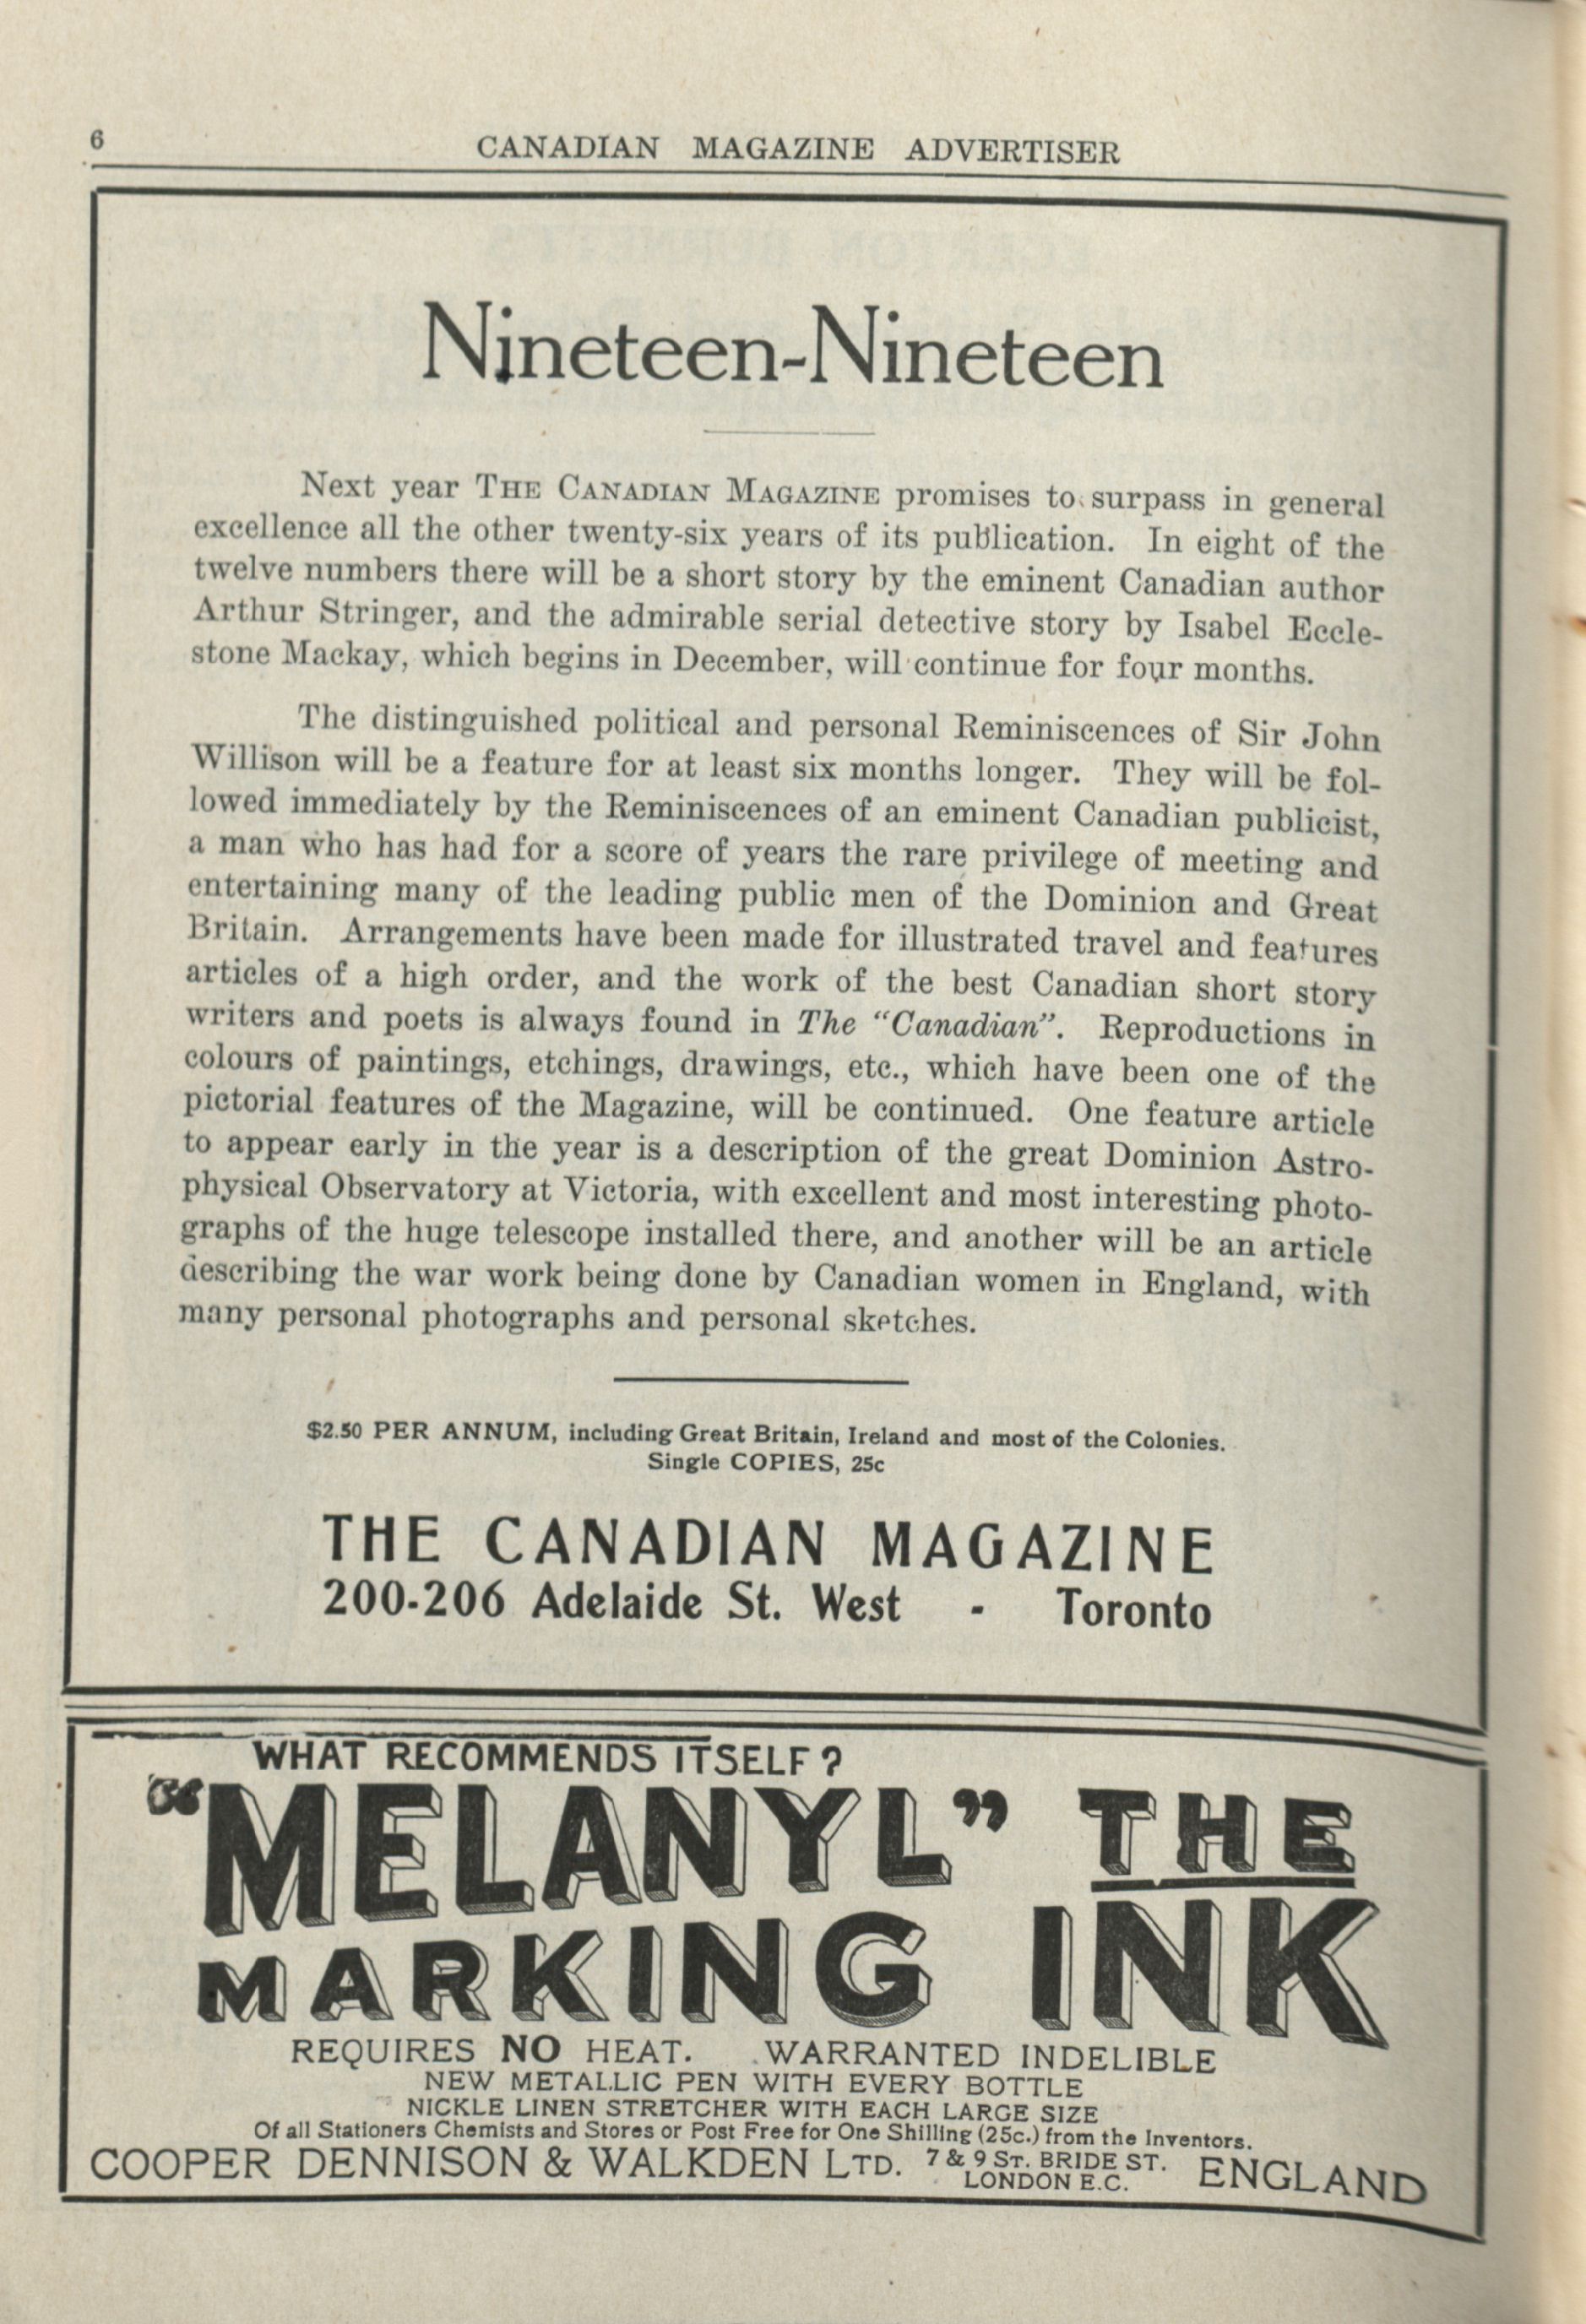 6
CANADIAN MAGAZINE ADVERTISER
Nineteen-Nineteen
Next year THE CANADIAN MAGAZINE promises to surpass in general
excellence all the other twenty-six years of its publication. In eight of the
twelve numbers there will be a short story by the eminent Canadian author
Arthur Stringer, and the admirable serial detective story by Isabel Eccle-
stone Mackay, which begins in December, will continue for four months.
The distinguished political and personal Reminiscences of Sir John
Willison will be a feature for at least six months longer. They will be fol-
lowed immediately by the Reminiscences of an eminent Canadian publicist,
a man who has had for a score of years the rare privilege of meeting and
entertaining many of the leading public men of the Dominion and Great
Britain. Arrangements have been made for illustrated travel and features
articles of a high order, and the work of the best Canadian short story
writers and poets is always found in The "Canadian". Reproductions in
colours of paintings, etchings, drawings, etc., which have been one of the
pictorial features of the Magazine, will be continued. One feature article
to appear early in the year is a description of the great Dominion Astro-
physical Observatory at Victoria, with excellent and most interesting photo-
graphs of the huge telescope installed there, and another will be an article
describing the war work being done by Canadian women in England, with
many personal photographs and personal sketches.
$2.50 PER ANNUM, including Great Britain, Ireland and most of the Colonies.
Single COPIES, 25c
THE CANADIAN MAGAZINE
200-206 Adelaide St. West - Toronto
WHAT RECOMMENDS ITSELF?
"MELANYL" THE
MARKING INK
REQUIRES NO HEAT. WARRANTED INDELIBLE
NEW METALLIC PEN WITH EVERY BOTTLE
NICKLE LINEN STRETCHER WITH EACH LARGE SIZE
Of all Stationers Chemists and Stores or Post Free for One Shilling (25c.) from the Inventors.
COOPER DENNISON & WALKDEN LTD. 7 & 9 ST. BRIDE ST. ENGLAND
LONDON E.C.